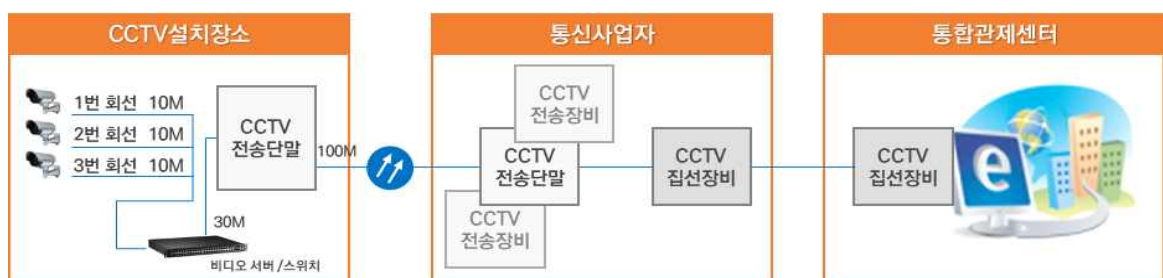 CCTV설치장소
1번 회선 10M
2번 회선 10M
3번 회선 10M
CCTV
전송단말
100M
30M
비디오 서버 /스위치
통신사업자
CCTV
전송장비
CCTV
전송단말
CCTV
전송장비
CCTV
집선장비
통합관제센터
CCTV
집선장비
e